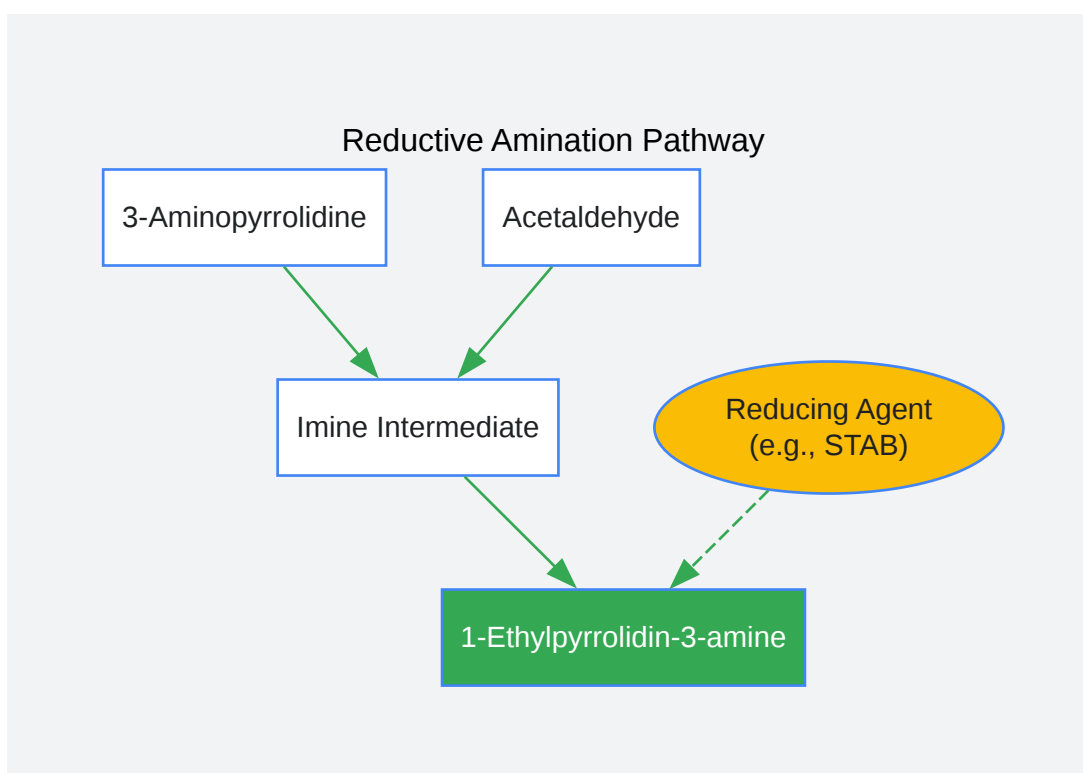 Reductive Amination Pathway
3-Aminopyrrolidine
Acetaldehyde
Imine Intermediate
Reducing Agent
(e.g., STAB)
1-Ethylpyrrolidin-3-amine